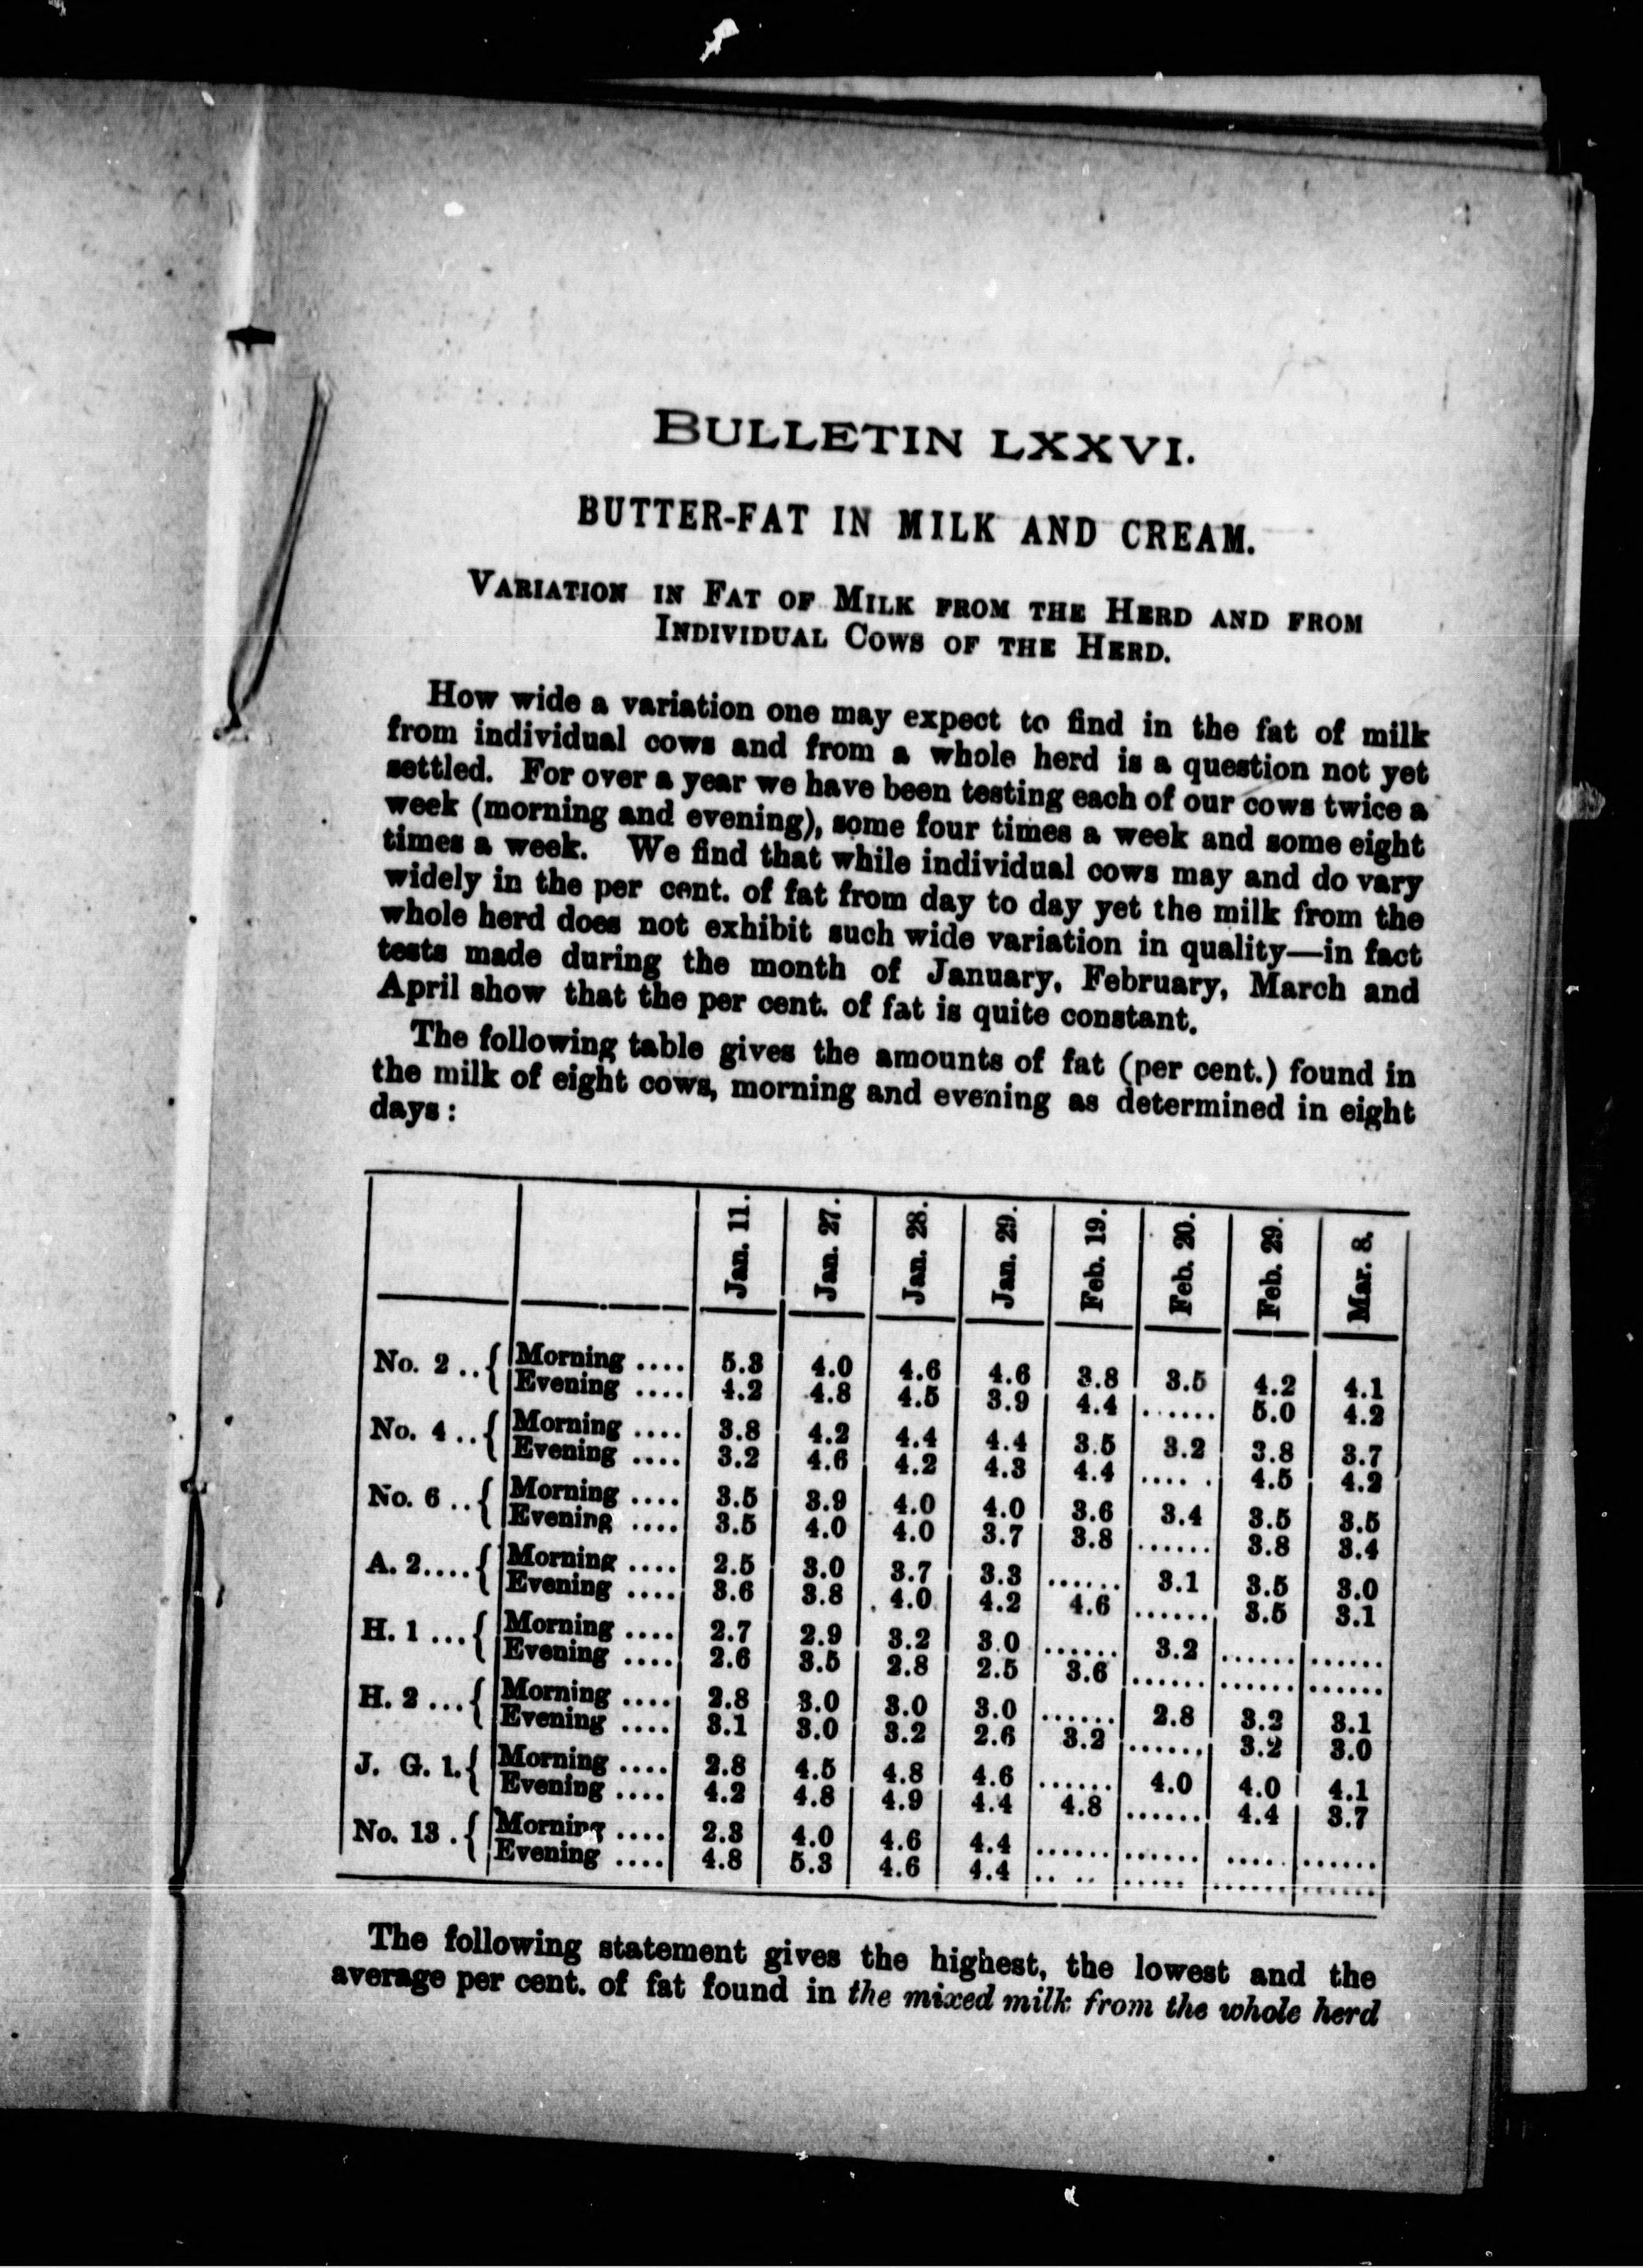 BULLETIN LXXVI.
BUTTER-FAT IN MILK AND CREAM.
VARIATION IN FAT OF MILK FROM THE HERD AND FROM
INDIVIDUAL COWS OF THE HERD.
How wide a variation one may expect to find in the fat of milk
from individual cows and from a whole herd is a question not yet
settled. For over a year we have been testing each of our cows twice a
week (morning and evening), some four times a week and some eight
times a week. We find that while individual cows may and do vary
widely in the per cent. of fat from day to day yet the milk from the
whole herd does not exhibit such wide variation in quality—in fact
tests made during the month of January, February, March and
April show that the per cent. of fat is quite constant.
The following table gives the amounts of fat (per cent.) found in
the milk of eight cows, morning and evening as determined in eight
days:
Jan. 11. Jan. 27. Jan. 28. Jan. 29. Feb. 19. Feb. 20. Feb. 29. Mar. 8.
No. 2 .. { Morning .... 5.3 4.0 4.6 4.6 3.8 3.5 4.2 4.1
Evening .... 4.2 4.8 4.5 3.9 4.4 ...... 5.0 4.2
No. 4 .. { Morning .... 3.8 4.2 4.4 4.4 3.5 3.2 3.8 3.7
Evening .... 3.2 4.6 4.2 4.3 4.4 ...... 4.5 4.2
No. 6 .. { Morning .... 3.5 3.9 4.0 4.0 3.6 3.4 3.5 3.5
Evening .... 3.5 4.0 4.0 3.7 3.8 ...... 3.8 3.4
A. 2.... { Morning .... 2.5 3.0 3.7 3.3 ...... 3.1 3.5 3.0
Evening .... 3.6 3.8 4.0 4.2 4.6 ...... 3.5 3.1
H. 1 ... { Morning .... 2.7 2.9 3.2 3.0 ...... 3.2 ...... ......
Evening .... 2.6 3.5 2.8 2.5 3.6 ...... ...... ......
H. 2 ... { Morning .... 2.8 3.0 3.0 3.0 ...... 2.8 3.2 3.1
Evening .... 3.1 3.0 3.2 2.6 3.2 ...... 3.2 3.0
J. G. 1. { Morning .... 2.8 4.5 4.8 4.6 ...... 4.0 4.0 4.1
Evening .... 4.2 4.8 4.9 4.4 4.8 ...... 4.4 3.7
No. 13 . { Morning .... 2.3 4.0 4.6 4.4 ...... ...... ...... ......
Evening .... 4.8 5.3 4.6 4.4 ...... ...... ...... ......
The following statement gives the highest, the lowest and the
average per cent. of fat found in the mixed milk from the whole herd